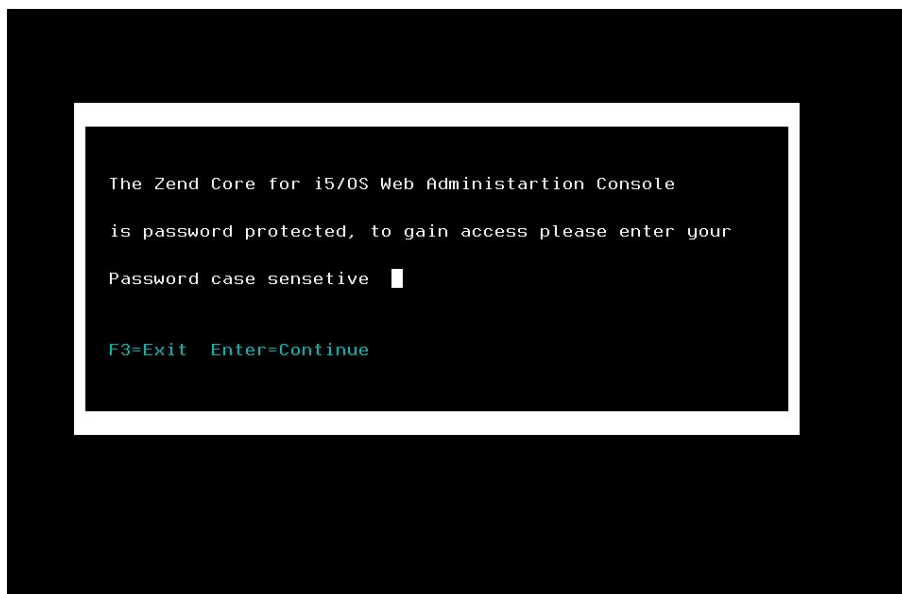 The Zend Core for i5/OS Web Administartion Console
is password protected, to gain access please enter your
Password case sensetive
F3=Exit  Enter=Continue